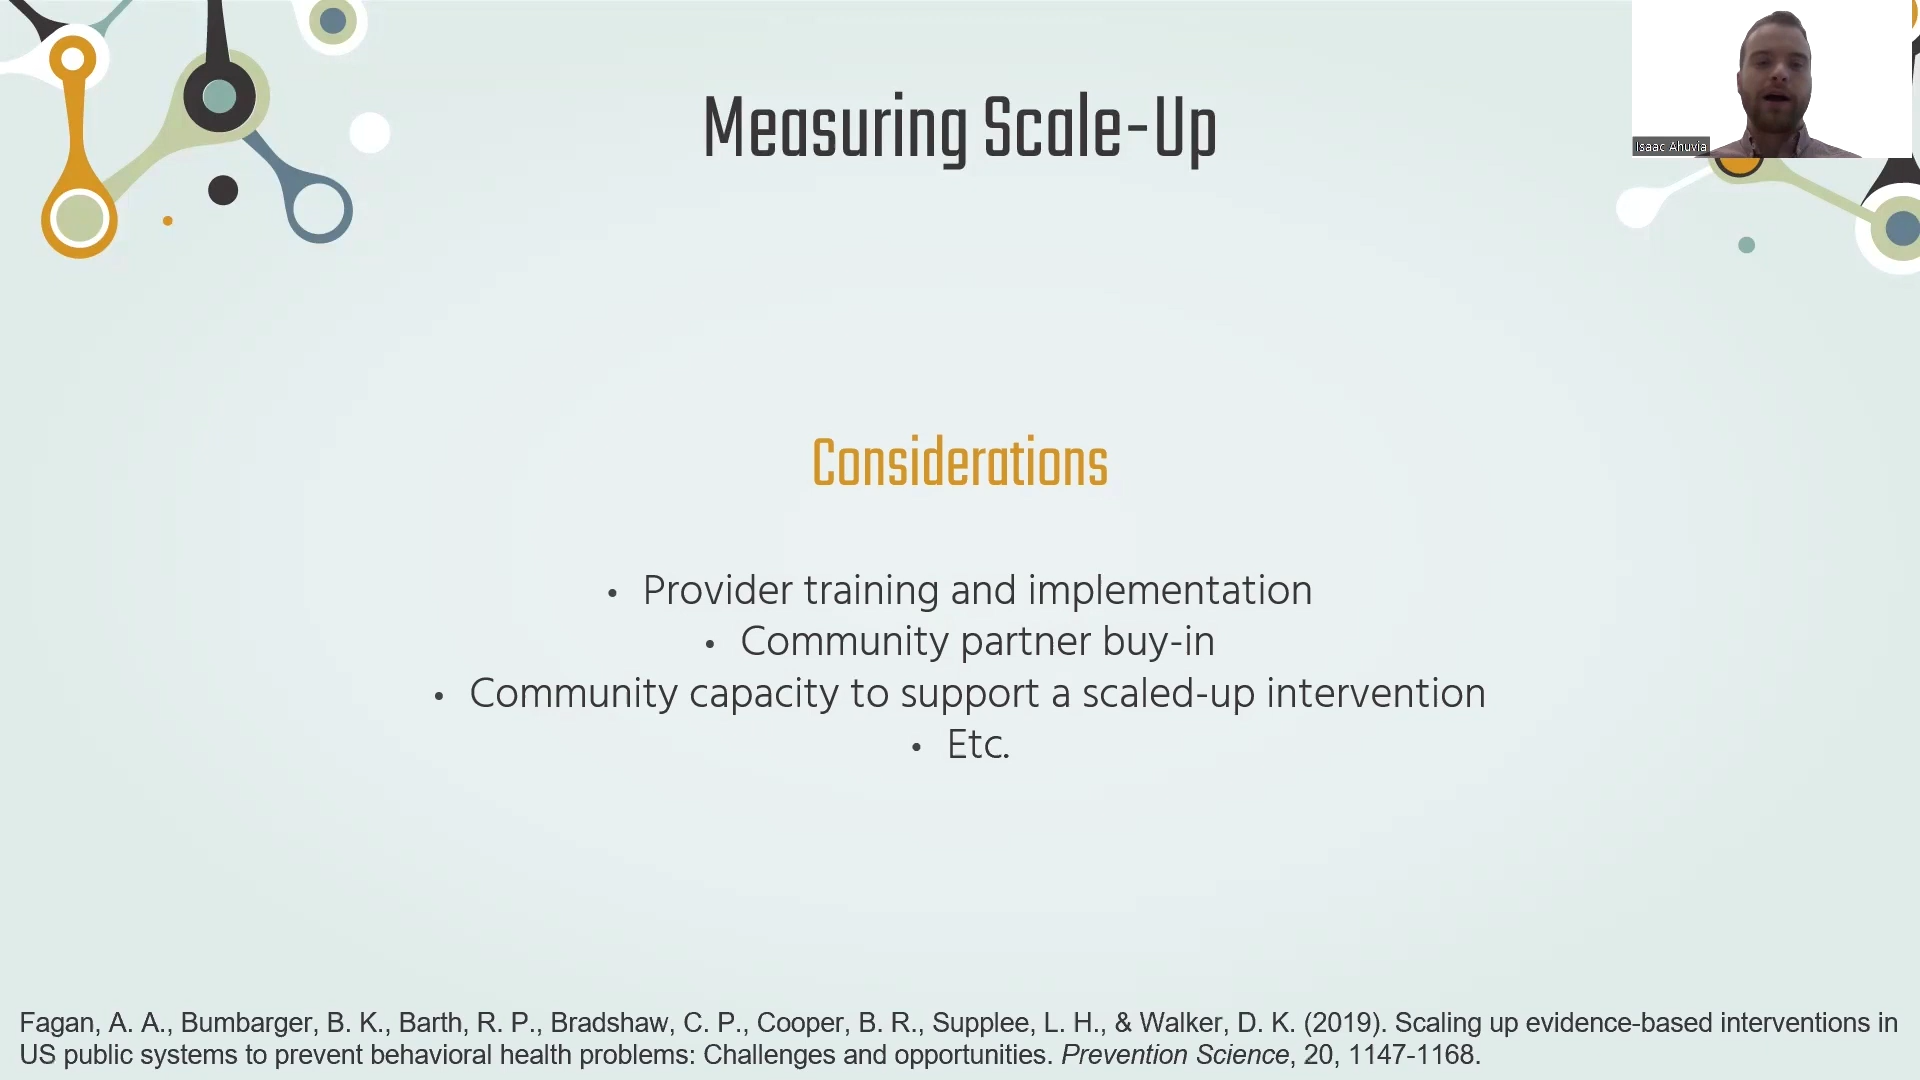 Measuring Scale-Up
Isaac Ahuvia
Considerations
• Provider training and implementation
• Community partner buy-in
• Community capacity to support a scaled-up intervention
• Etc.
Fagan, A. A., Bumbarger, B. K., Barth, R. P., Bradshaw, C. P., Cooper, B. R., Supplee, L. H., & Walker, D. K. (2019). Scaling up evidence-based interventions in
US public systems to prevent behavioral health problems: Challenges and opportunities. Prevention Science, 20, 1147-1168.